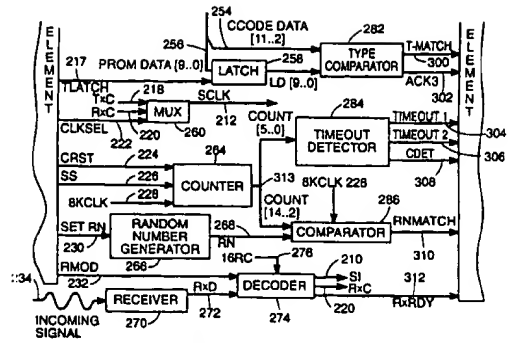 254
CCODE DATA
[11..2]
282
ELEMENT
256
PROM DATA [9..0]
TYPE
COMPARATOR
T-MATCH
300
ACK3
302
217
TLATCH
LATCH
258
LD [9..0]
TxC
218
RxC
220
CLKSEL
222
MUX
260
SCLK
212
COUNT
[5..0]
284
TIMEOUT
DETECTOR
TIMEOUT 1
304
TIMEOUT 2
306
CDET
308
CRST
224
264
SS
226
8KCLK
228
COUNTER
313
8KCLK 228
COUNT
[14..2]
286
COMPARATOR
RNMATCH
310
SET RN
230
RANDOM
NUMBER
GENERATOR
266
268
RN
16RC
276
RMOD
232
DECODER
274
210
SI
RxC
220
312
RxRDY
234
INCOMING
SIGNAL
RECEIVER
270
RxD
272
ELEMENT